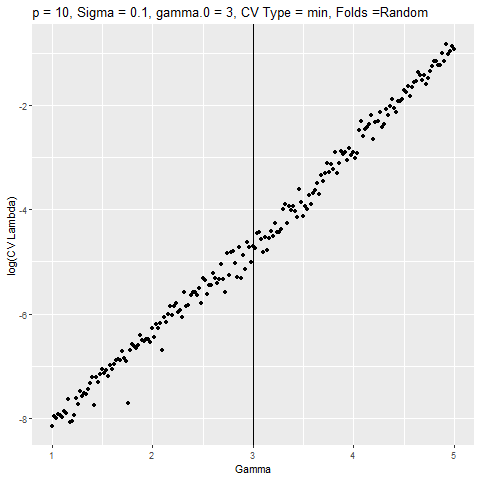 p = 10, Sigma = 0.1, gamma.0 = 3, CV Type = min, Folds =Random
-2
-4
-6
-8
log(CV Lambda)
1 2 3 4 5
Gamma